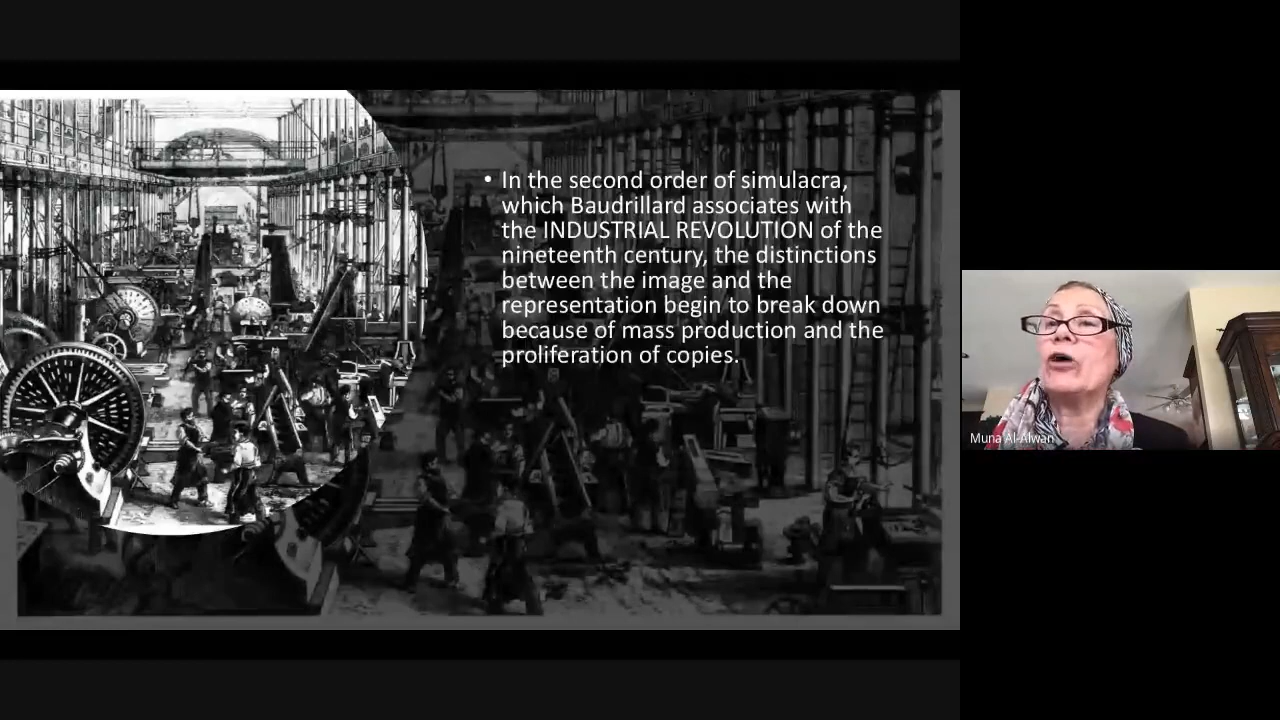 • In the second order of simulacra,
which Baudrillard associates with
the INDUSTRIAL REVOLUTION of the
nineteenth century, the distinctions
between the image and the
representation begin to break down
because of mass production and the
proliferation of copies.
Muna Al-Alwan